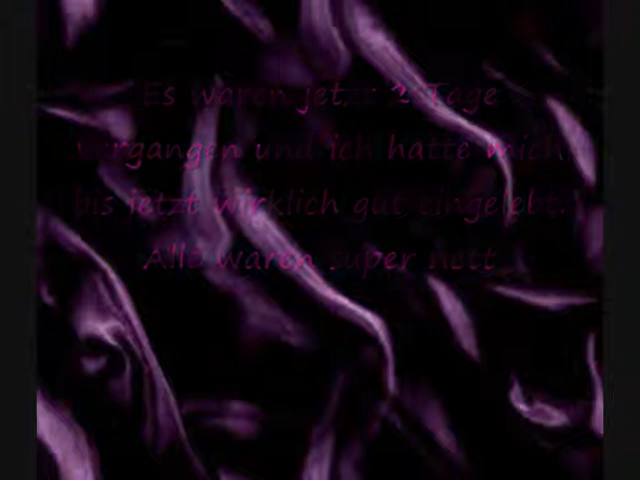 Es waren jetzt 2 Tage
vergangen und ich hatte mich
bis jetzt wirklich gut eingelebt.
Alle waren super nett